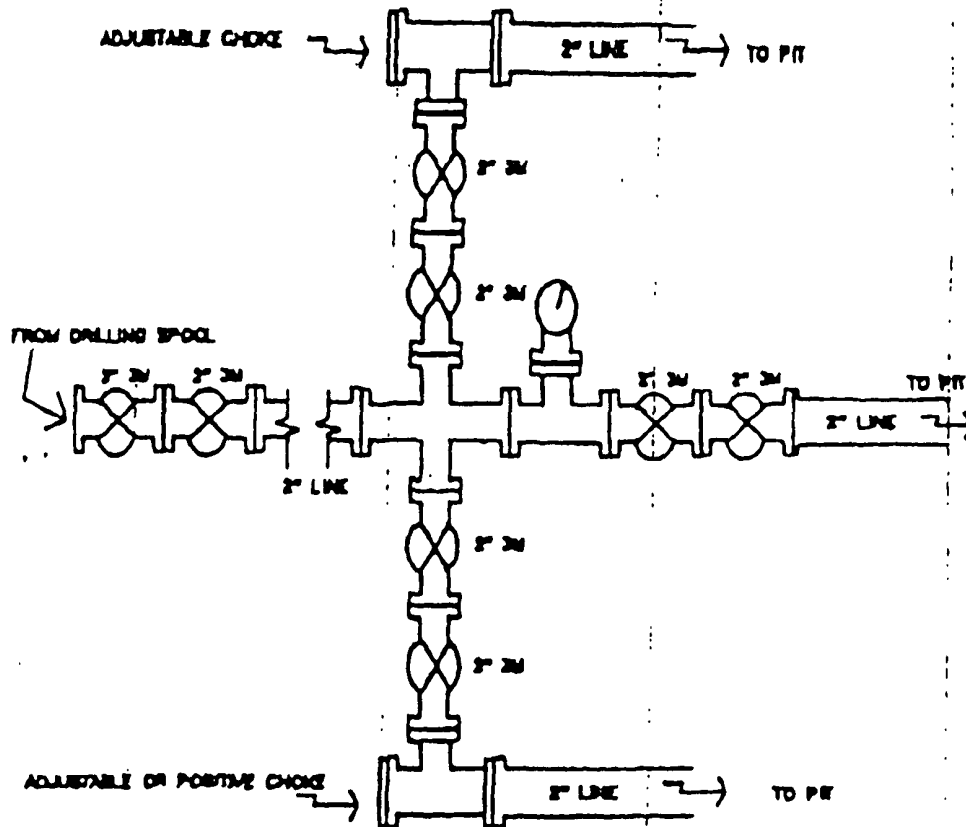 ADJUSTABLE CHOKE
2" LINE
TO PIT
2" 3M
2" 3M
FROM DRILLING SPOOL
2" 3M
2" 3M
2" 3M
2" 3M
TO PIT
2" LINE
2" LINE
2" 3M
2" 3M
ADJUSTABLE OR POSITIVE CHOKE
2" LINE
TO PIT